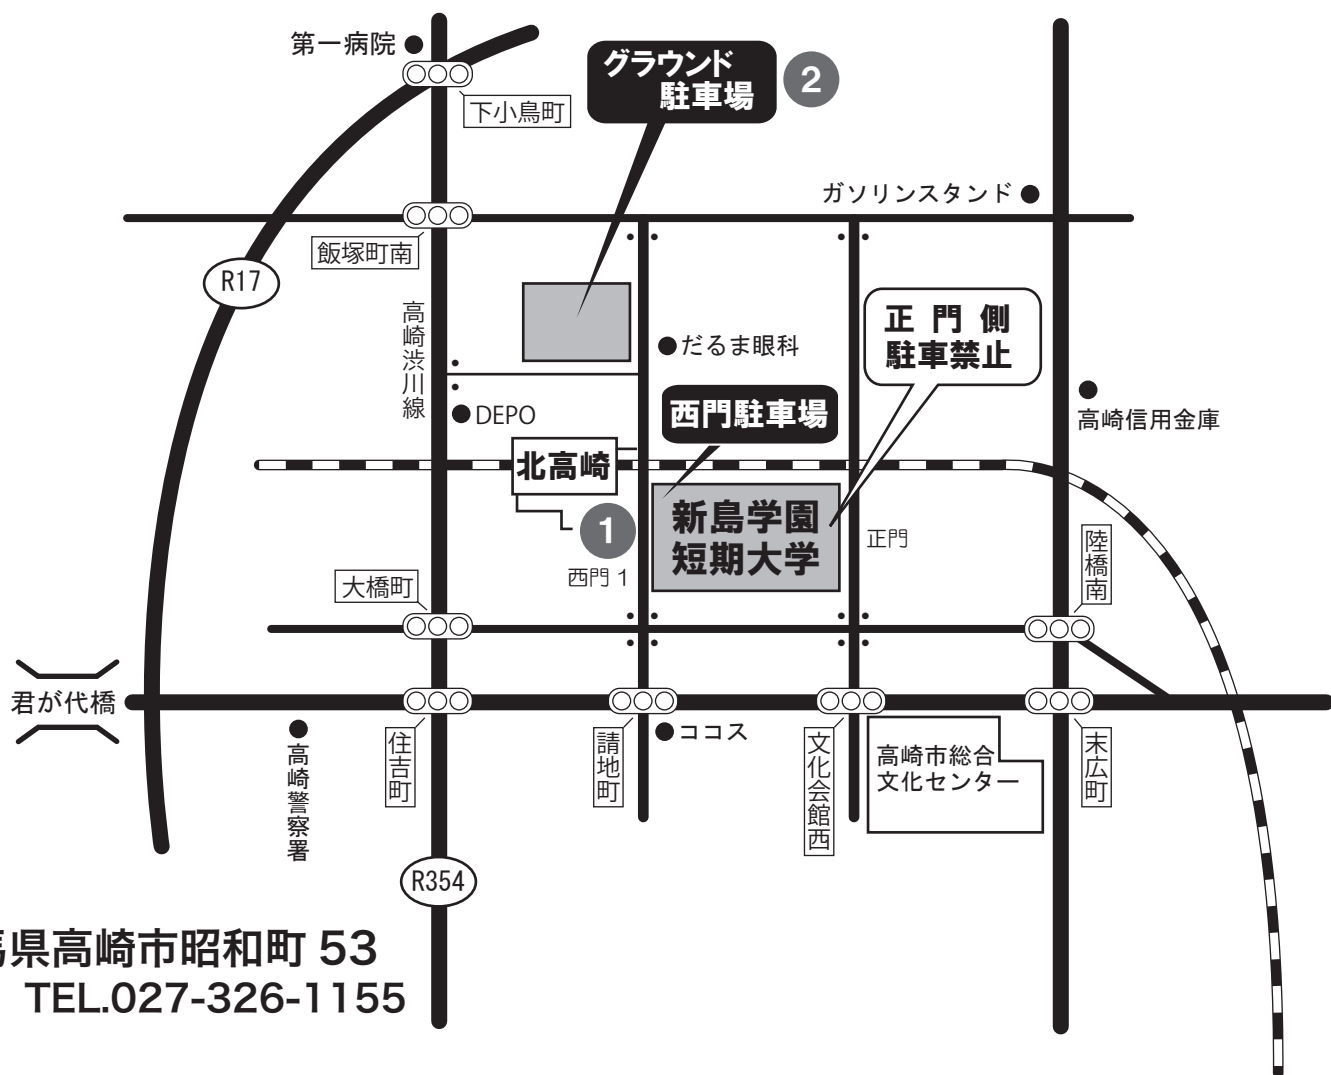 第一病院
下小鳥町
グラウンド
駐車場
2
ガソリンスタンド
飯塚町南
R17
高崎渋川線
だるま眼科
正門側
駐車禁止
DEPO
西門駐車場
高崎信用金庫
北高崎
新島学園
短期大学
1
西門 1
正門
陸橋南
大橋町
君が代橋
高崎警察署
住吉町
請地町
ココス
文化会館西
高崎市総合
文化センター
末広町
R354
県高崎市昭和町 53
TEL.027-326-1155